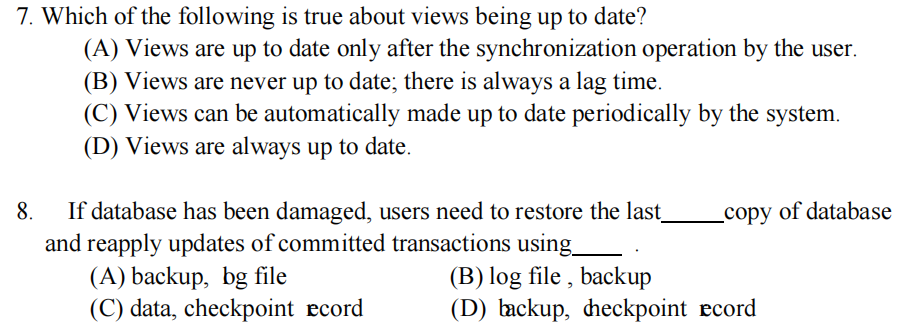 7. Which of the following is true about views being up to date?
(A) Views are up to date only after the synchronization operation by the user.
(B) Views are never up to date; there is always a lag time.
(C) Views can be automatically made up to date periodically by the system.
(D) Views are always up to date.
8. If database has been damaged, users need to restore the last_____copy of database
and reapply updates of committed transactions using____ .
(A) backup, bg file (B) log file , backup
(C) data, checkpoint ecord (D) backup, checkpoint ecord